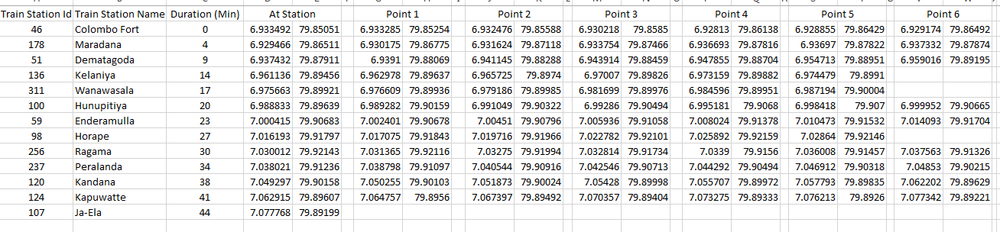 Train Station Id Train Station Name Duration (Min) At Station Point 1 Point 2 Point 3 Point 4 Point 5 Point 6
46 Colombo Fort 0 6.933492 79.85051 6.933285 79.85254 6.932476 79.85588 6.930218 79.8585 6.92813 79.86138 6.928855 79.86429 6.929174 79.86492
178 Maradana 4 6.929466 79.86511 6.930175 79.86775 6.931624 79.87118 6.933754 79.87466 6.936693 79.87816 6.93697 79.87822 6.937332 79.87874
51 Dematagoda 9 6.937432 79.87911 6.9391 79.88069 6.941145 79.88288 6.943914 79.88459 6.947855 79.88704 6.954713 79.88951 6.959016 79.89195
136 Kelaniya 14 6.961136 79.89456 6.962978 79.89637 6.965725 79.8974 6.97007 79.89826 6.973159 79.89882 6.974479 79.8991
311 Wanawasala 17 6.975663 79.89921 6.976609 79.89936 6.979186 79.89985 6.981699 79.89976 6.984596 79.89951 6.987194 79.90004
100 Hunupitiya 20 6.988833 79.89639 6.989282 79.90159 6.991049 79.90322 6.99286 79.90494 6.995181 79.9068 6.998418 79.907 6.999952 79.90665
59 Enderamulla 23 7.000415 79.90683 7.002401 79.90678 7.00451 79.90796 7.005936 79.91058 7.008024 79.91378 7.010473 79.91532 7.014093 79.91704
98 Horape 27 7.016193 79.91797 7.017075 79.91843 7.019716 79.91966 7.022782 79.92101 7.025892 79.92159 7.02864 79.92146
256 Ragama 30 7.030012 79.92143 7.031365 79.92116 7.03275 79.91994 7.032814 79.91734 7.0339 79.9156 7.036008 79.91457 7.037563 79.91326
237 Peralanda 34 7.038021 79.91236 7.038798 79.91097 7.040544 79.90916 7.042546 79.90713 7.044292 79.90494 7.046912 79.90318 7.04853 79.90215
120 Kandana 38 7.049297 79.90158 7.050255 79.90103 7.051873 79.90024 7.05428 79.89998 7.055707 79.89972 7.057793 79.89835 7.062202 79.89629
124 Kapuwatte 41 7.062915 79.89607 7.064757 79.8956 7.067397 79.89492 7.070357 79.89404 7.073275 79.89333 7.076213 79.8926 7.077342 79.89221
107 Ja-Ela 44 7.077768 79.89199